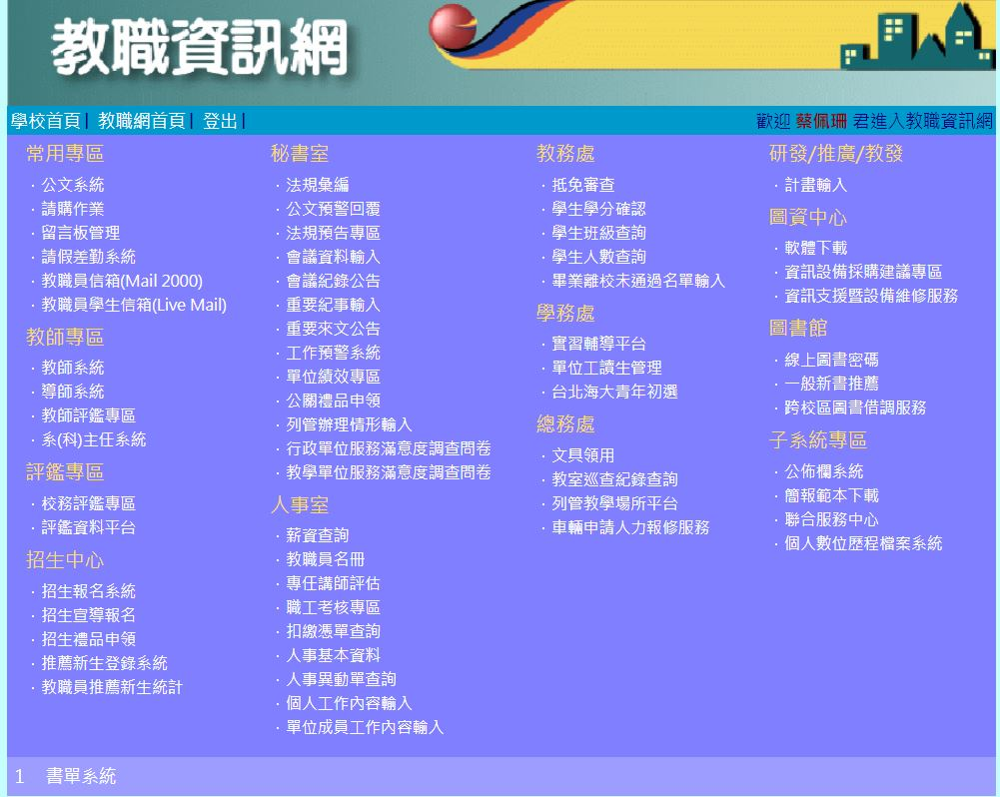 教職資訊網
學校首頁| 教職網首頁| 登出|
歡迎 蔡佩珊 君進入教職資訊網
常用專區
· 公文系統
· 請購作業
· 留言板管理
· 請假差勤系統
· 教職員信箱(Mail 2000)
· 教職員學生信箱(Live Mail)
教師專區
· 教師系統
· 導師系統
· 教師評鑑專區
· 系(科)主任系統
評鑑專區
· 校務評鑑專區
· 評鑑資料平台
招生中心
· 招生報名系統
· 招生宣導報名
· 招生禮品申領
· 推薦新生登錄系統
· 教職員推薦新生統計
秘書室
· 法規彙編
· 公文預警回覆
· 法規預告專區
· 會議資料輸入
· 會議紀錄公告
· 重要紀事輸入
· 重要來文公告
· 工作預警系統
· 單位績效專區
· 公關禮品申領
· 列管辦理情形輸入
· 行政單位服務滿意度調查問卷
· 教學單位服務滿意度調查問卷
人事室
· 薪資查詢
· 教職員名冊
· 專任講師評估
· 職工考核專區
· 扣繳憑單查詢
· 人事基本資料
· 人事異動單查詢
· 個人工作內容輸入
· 單位成員工作內容輸入
教務處
· 抵免審查
· 學生學分確認
· 學生班級查詢
· 學生人數查詢
· 畢業離校未通過名單輸入
學務處
· 實習輔導平台
· 單位工讀生管理
· 台北海大青年初選
總務處
· 文具領用
· 教室巡查紀錄查詢
· 列管教學場所平台
· 車輛申請人力報修服務
研發/推廣/教發
· 計畫輸入
圖資中心
· 軟體下載
· 資訊設備採購建議專區
· 資訊支援暨設備維修服務
圖書館
· 線上圖書密碼
· 一般新書推薦
· 跨校區圖書借調服務
子系統專區
· 公佈欄系統
· 簡報範本下載
· 聯合服務中心
· 個人數位歷程檔案系統
1 書單系統